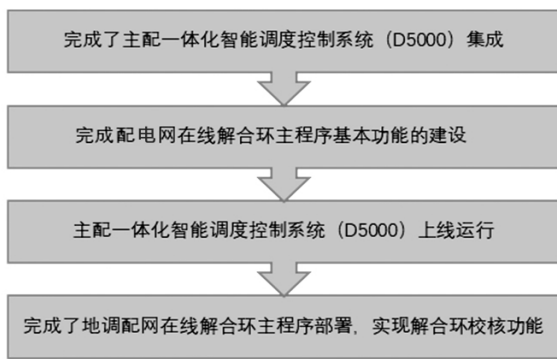 完成了主配一体化智能调度控制系统（D5000）集成
完成配电网在线解合环主程序基本功能的建设
主配一体化智能调度控制系统（D5000）上线运行
完成了地调配网在线解合环主程序部署，实现解合环校核功能